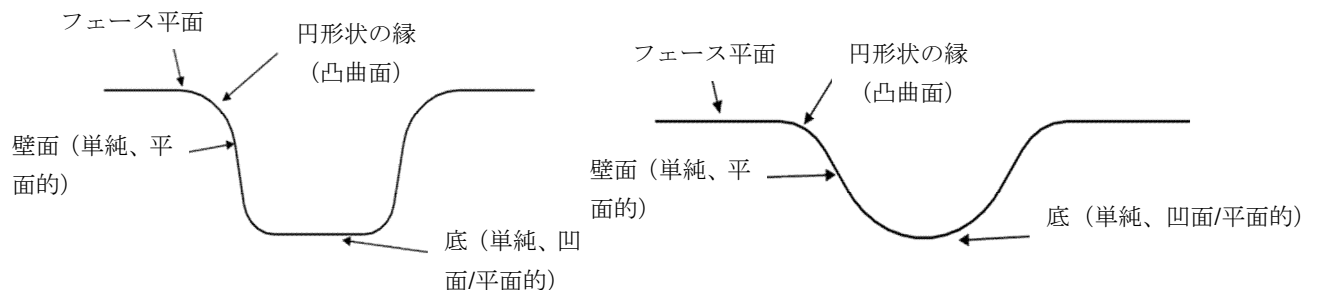 フェース平面
円形状の縁
（凸曲面）
壁面（単純、平
面的）
底（単純、凹
面/平面的）
フェース平面
円形状の縁
（凸曲面）
壁面（単純、平
面的）
底（単純、凹面/平面的）